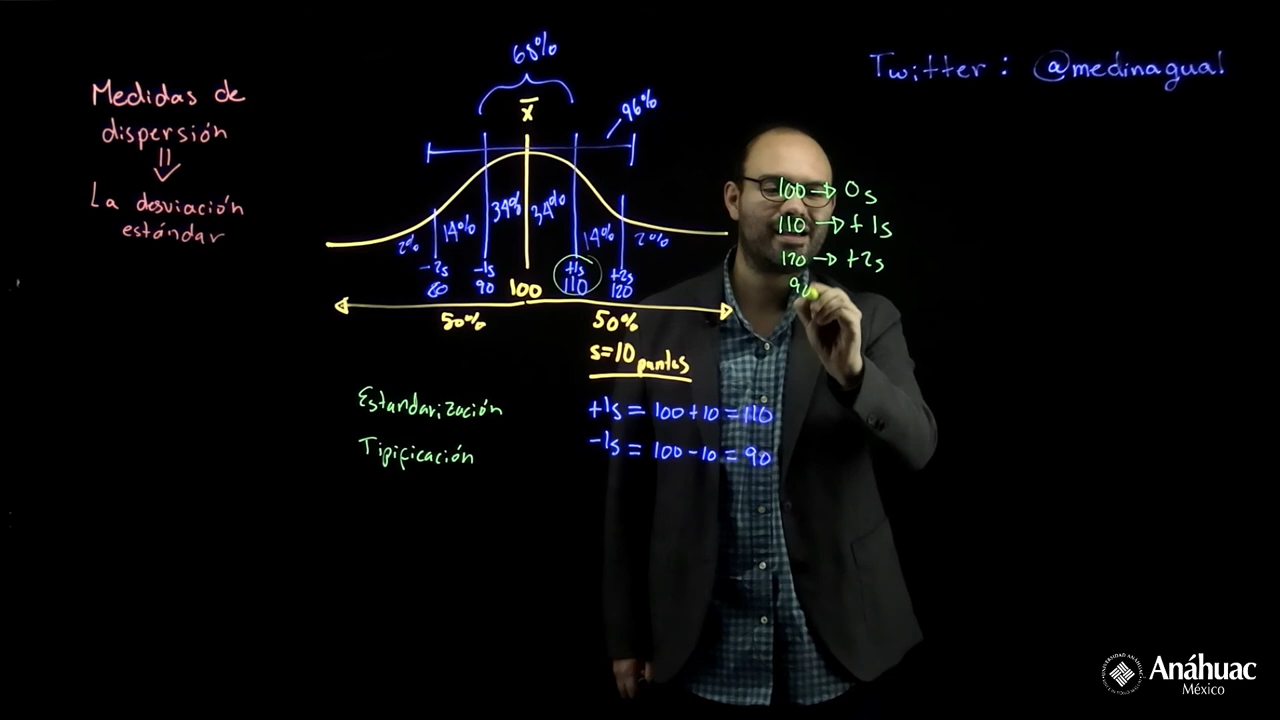 Medidas de
dispersión
La desviación
estándar
68%
x̄
96%
2% 14% 34% 34% 14% 2%
-2s -1s +1s +2s
80 90 100 110 120
50% 50%
s=10 puntos
Estandarización
Tipificación
+1s = 100+10 = 110
-1s = 100-10 = 90
Twitter: @medinagual
100 → 0s
110 → +1s
120 → +2s
90
Anáhuac
México